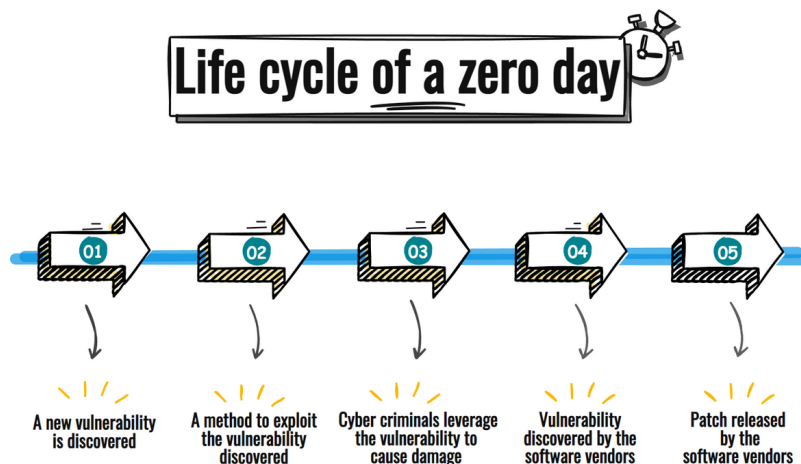 Life cycle of a zero day
01
02
03
04
05
A new vulnerability
is discovered
A method to exploit
the vulnerability
discovered
Cyber criminals leverage
the vulnerability to
cause damage
Vulnerability
discovered by the
software vendors
Patch released
by the
software vendors